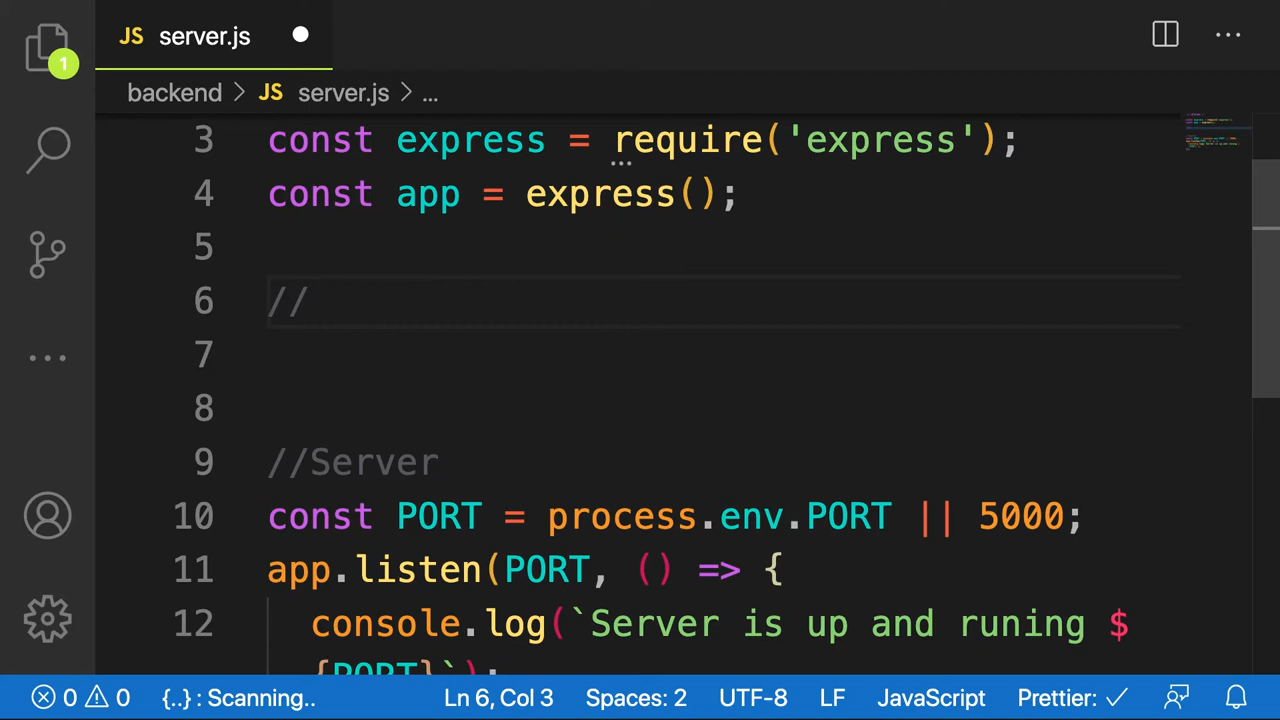 JS server.js
1
backend > JS server.js > ...
3 const express = require('express');
4 const app = express();
5
6 //
7
8
9 //Server
10 const PORT = process.env.PORT || 5000;
11 app.listen(PORT, () => {
12 console.log(`Server is up and runing $
{PORT}`);
0 0 {..} : Scanning.. Ln 6, Col 3 Spaces: 2 UTF-8 LF JavaScript Prettier: ✓